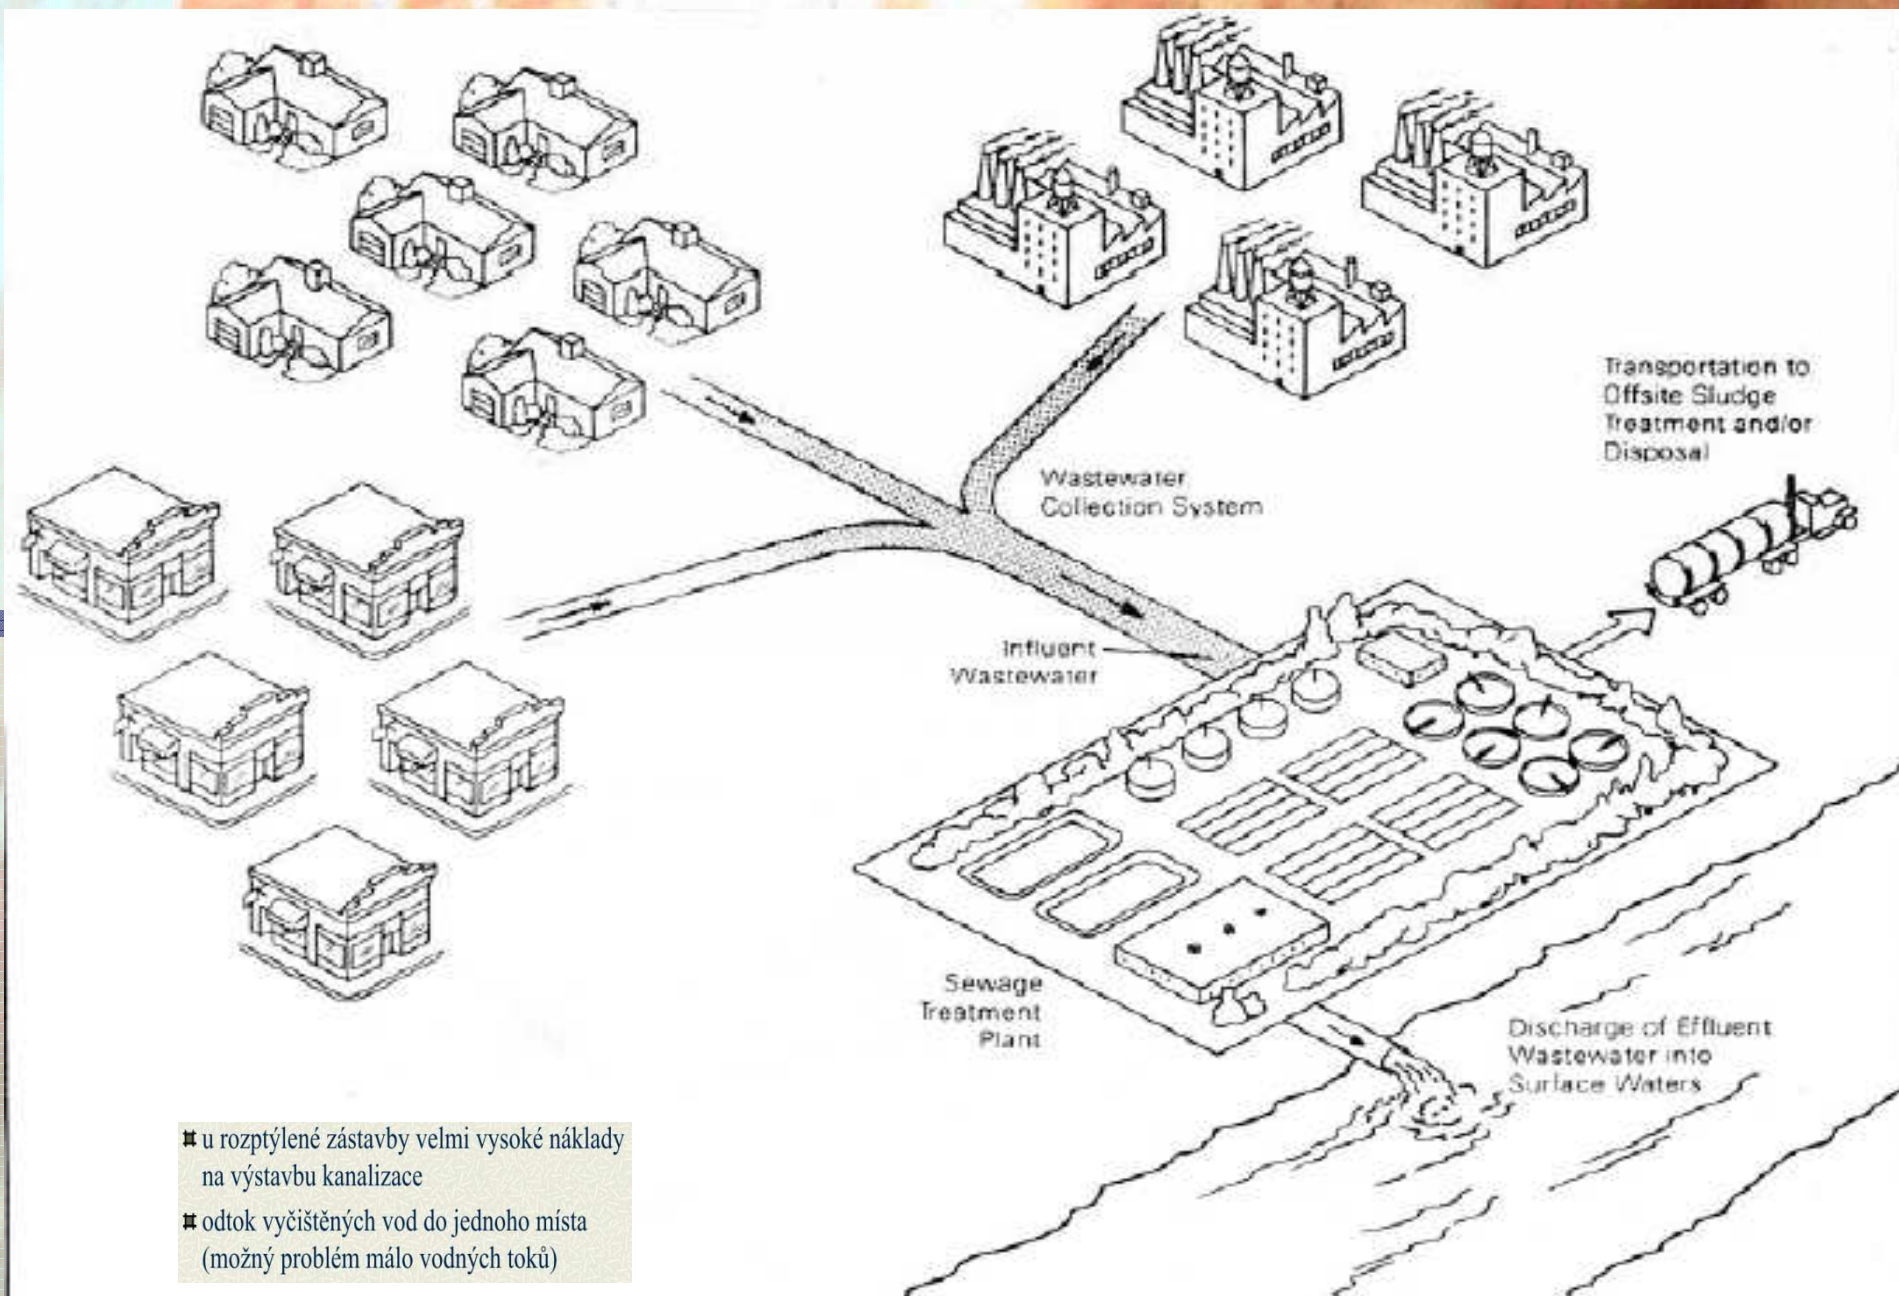 Transportation to
Offsite Sludge
Treatment and/or
Disposal
Wastewater
Collection System
Influent
Wastewater
Sewage
Treatment
Plant
Discharge of Effluent
Wastewater into
Surface Waters
u rozptýlené zástavby velmi vysoké náklady
na výstavbu kanalizace
odtok vyčištěných vod do jednoho místa
(možný problém málo vodných toků)